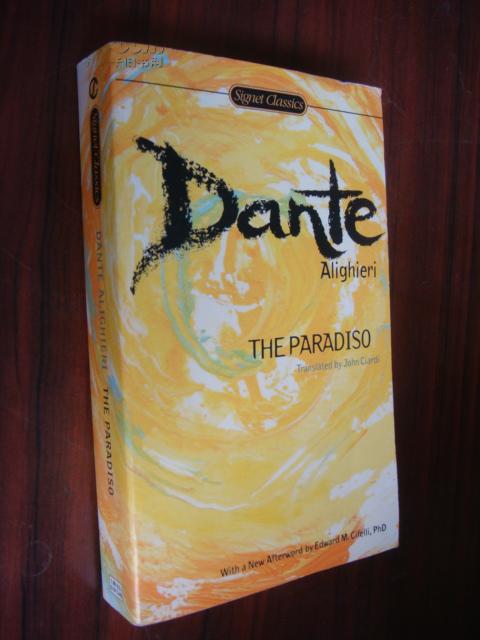 Signet Classics
Dante
Alighieri
THE PARADISO
Translated by John Ciardi
With a New Afterword by Edward M. Cifelli, PhD
Signet Classics
DANTE ALIGHIERI THE PARADISO